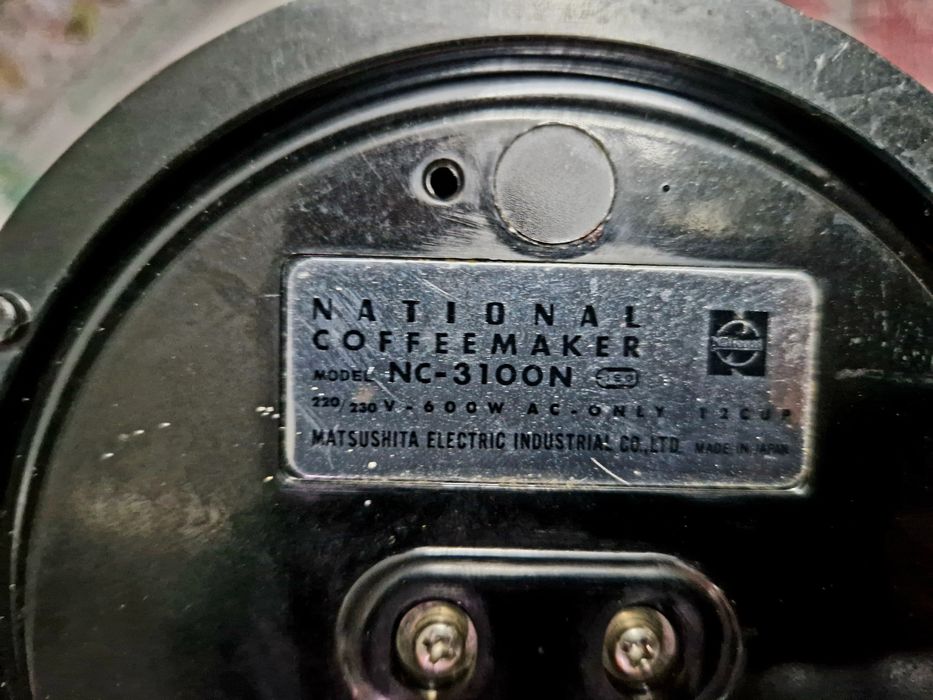 NATIONAL
COFFEEMAKER
MODEL NC-3100N
220/230 V - 600W AC-ONLY 12CUP
MATSUSHITA ELECTRIC INDUSTRIAL CO.,LTD. MADE IN JAPAN